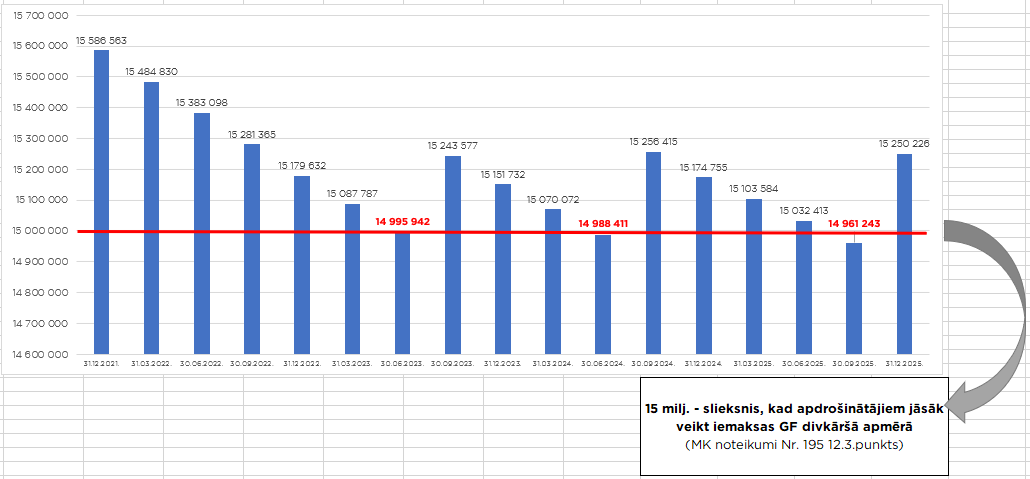 15 700 000
15 600 000
15 500 000
15 400 000
15 300 000
15 200 000
15 100 000
15 000 000
14 900 000
14 800 000
14 700 000
14 600 000
15 586 563
15 484 830
15 383 098
15 281 365
15 179 632
15 087 787
14 995 942
15 243 577
15 151 732
15 070 072
14 988 411
15 256 415
15 174 755
15 103 584
15 032 413
14 961 243
15 250 226
31.12.2021. 31.03.2022. 30.06.2022. 30.09.2022. 31.12.2022. 31.03.2023. 30.06.2023. 30.09.2023. 31.12.2023. 31.03.2024. 30.06.2024. 30.09.2024. 31.12.2024. 31.03.2025. 30.06.2025. 30.09.2025. 31.12.2025.
15 milj. - slieksnis, kad apdrošinātājiem jāsāk
veikt iemaksas GF divkāršā apmērā
(MK noteikumi Nr. 195 12.3.punkts)